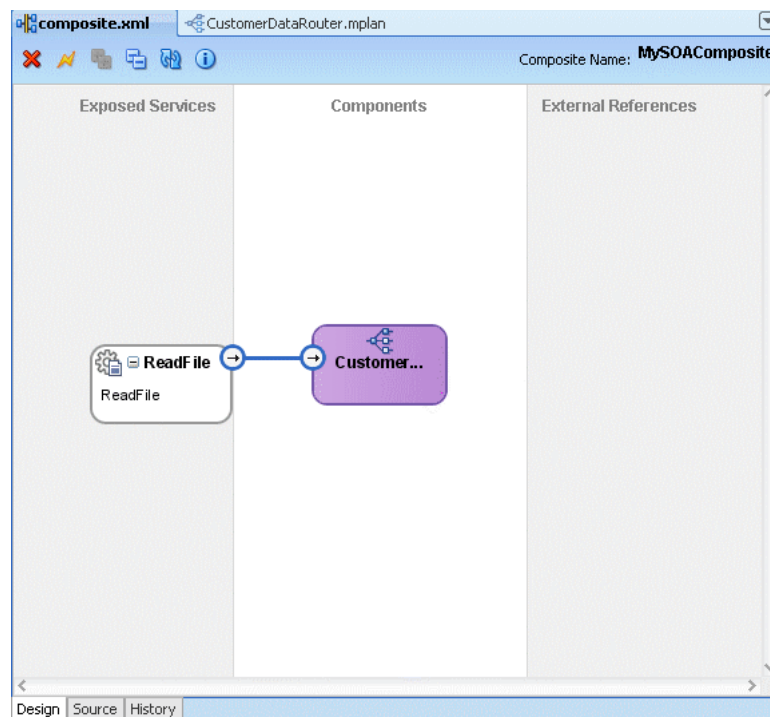 composite.xml
CustomerDataRouter.mplan
Composite Name: MySOAComposite
Exposed Services
Components
External References
ReadFile
ReadFile
Customer...
Design
Source
History